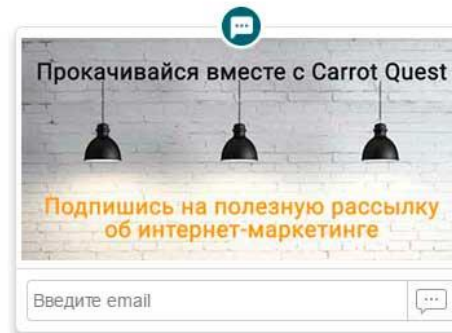 Прокачивайся вместе с Carrot Quest
Подпишись на полезную рассылку
об интернет-маркетинге
Введите email